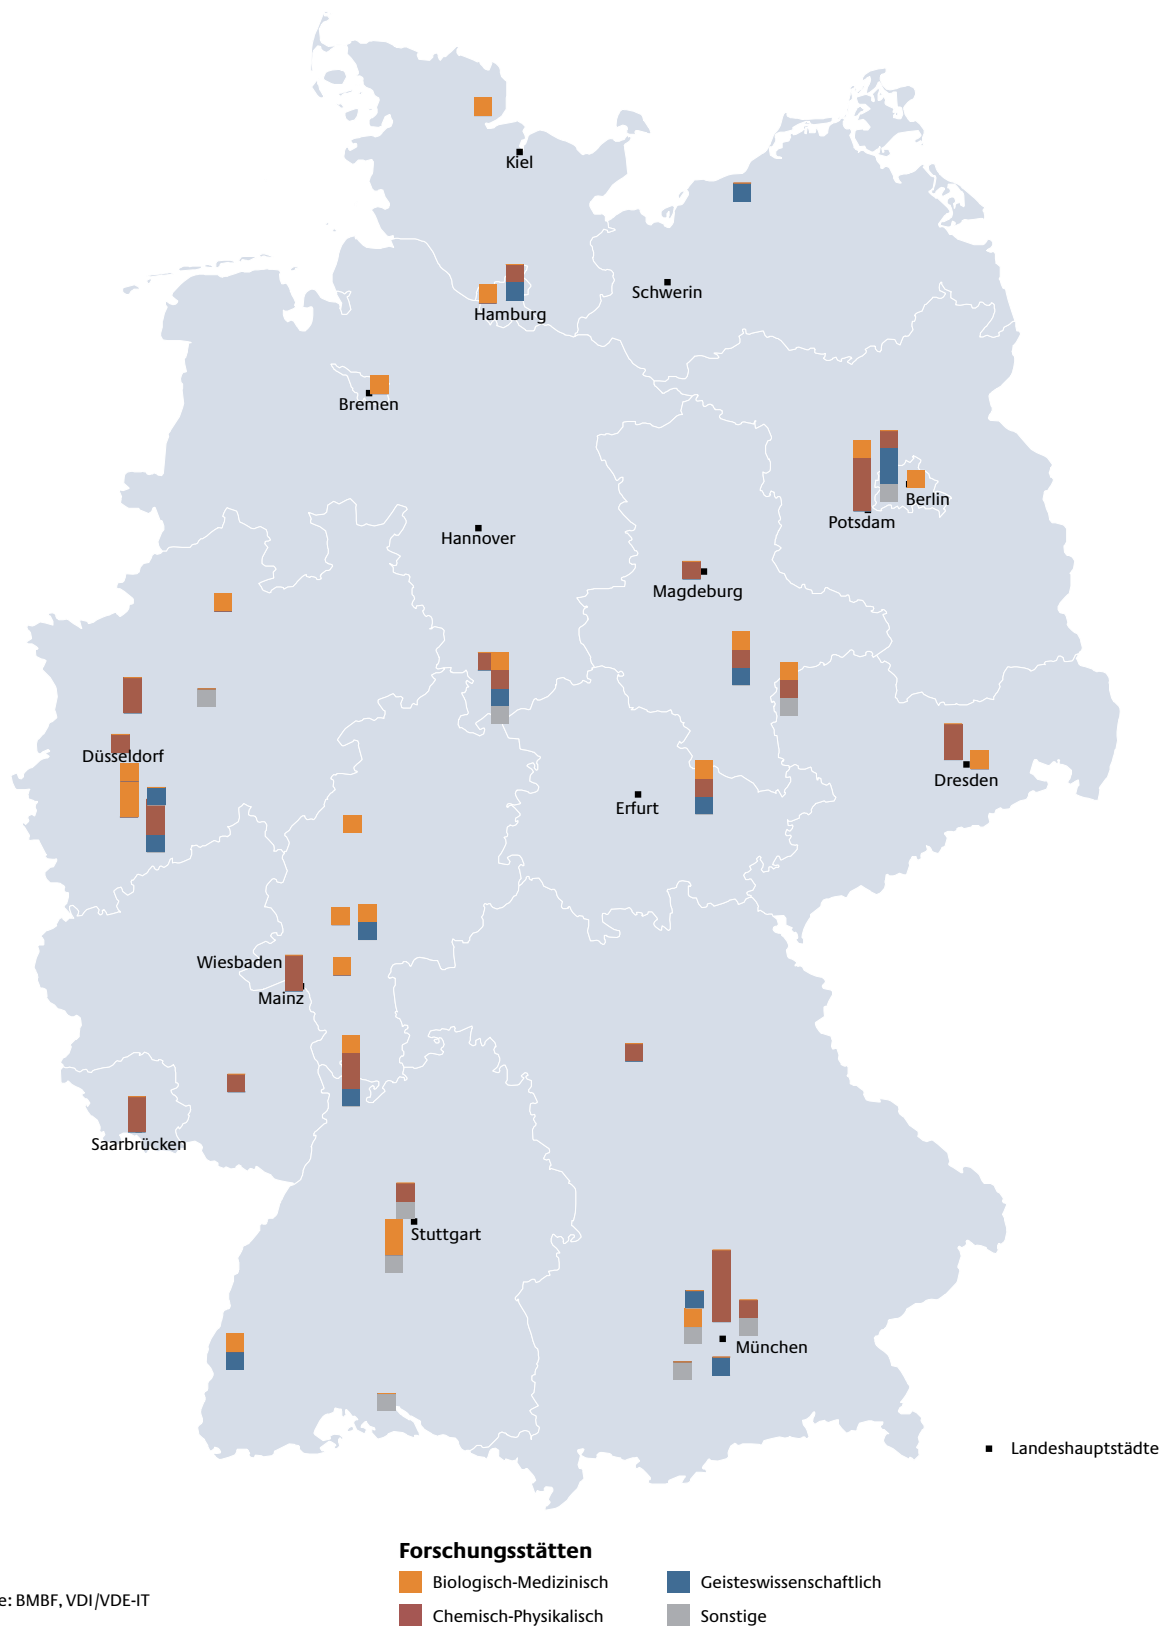 Kiel
Schwerin
Hamburg
Bremen
Berlin
Potsdam
Hannover
Magdeburg
Düsseldorf
Dresden
Erfurt
Wiesbaden
Mainz
Saarbrücken
Stuttgart
München
Landeshauptstädte
Forschungsstätten
Biologisch-Medizinisch
Geisteswissenschaftlich
e: BMBF, VDI/VDE-IT
Chemisch-Physikalisch
Sonstige